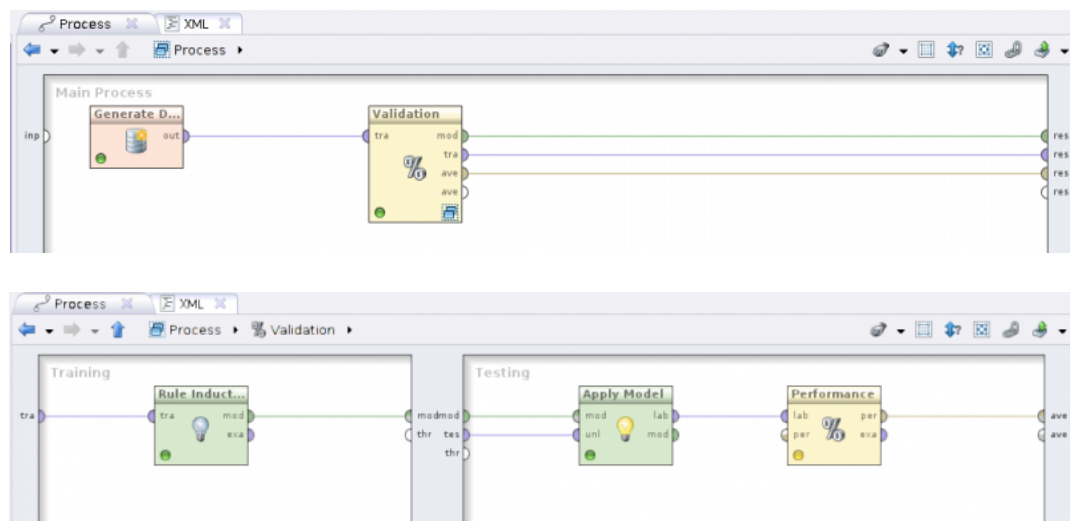 Process XML
Process
Main Process
Generate D... Validation
inp out tra mod res
tra res
ave res
ave res
Process XML
Process Validation
Training Testing
Rule Induct... Apply Model Performance
tra tra mod modmod mod lab lab per ave
exa thr tes unl mod per exa ave
thr